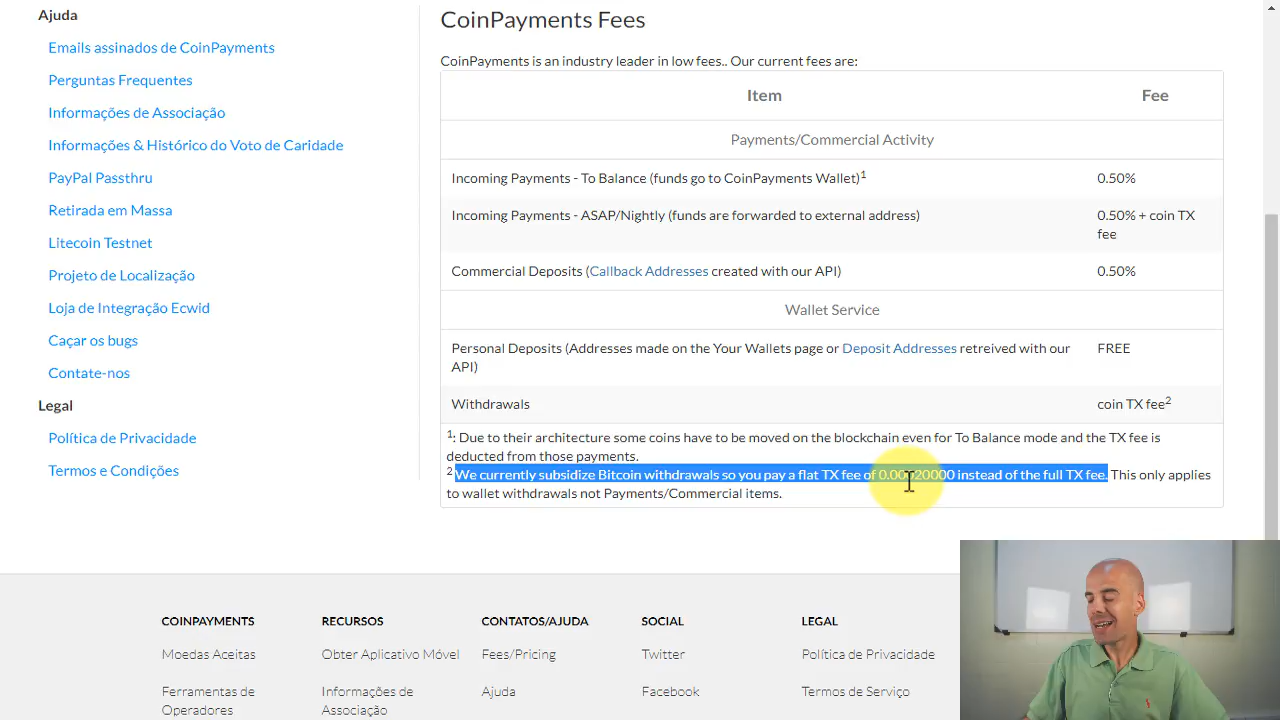 Ajuda
Emails assinados de CoinPayments
Perguntas Frequentes
Informações de Associação
Informações & Histórico do Voto de Caridade
PayPal Passthru
Retirada em Massa
Litecoin Testnet
Projeto de Localização
Loja de Integração Ecwid
Caçar os bugs
Contate-nos
Legal
Política de Privacidade
Termos e Condições
CoinPayments Fees
CoinPayments is an industry leader in low fees.. Our current fees are:
Item Fee
Payments/Commercial Activity
Incoming Payments - To Balance (funds go to CoinPayments Wallet)1 0.50%
Incoming Payments - ASAP/Nightly (funds are forwarded to external address) 0.50% + coin TX
fee
Commercial Deposits (Callback Addresses created with our API) 0.50%
Wallet Service
Personal Deposits (Addresses made on the Your Wallets page or Deposit Addresses retreived with our FREE
API)
Withdrawals coin TX fee2
1: Due to their architecture some coins have to be moved on the blockchain even for To Balance mode and the TX fee is
deducted from those payments.
2 We currently subsidize Bitcoin withdrawals so you pay a flat TX fee of instead of the full TX fee. This only applies
to wallet withdrawals not Payments/Commercial items.
COINPAYMENTS RECURSOS CONTATOS/AJUDA SOCIAL LEGAL
Moedas Aceitas Obter Aplicativo Móvel Fees/Pricing Twitter Política de Privacidade
Ferramentas de Informações de Ajuda Facebook Termos de Serviço
Operadores Associação